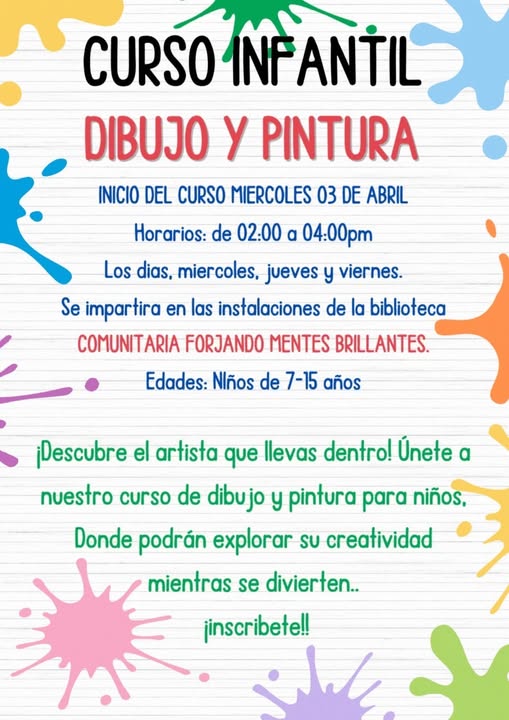 CURSO INFANTIL
DIBUJO Y PINTURA
INICIO DEL CURSO MIERCOLES 03 DE ABRIL
Horarios: de 02:00 a 04:00pm
Los dias, miercoles, jueves y viernes.
Se impartira en las instalaciones de la biblioteca
COMUNITARIA FORJANDO MENTES BRILLANTES.
Edades: NIños de 7-15 años
¡Descubre el artista que llevas dentro! Únete a
nuestro curso de dibujo y pintura para niños,
Donde podrán explorar su creatividad
mientras se divierten..
¡inscribete!!